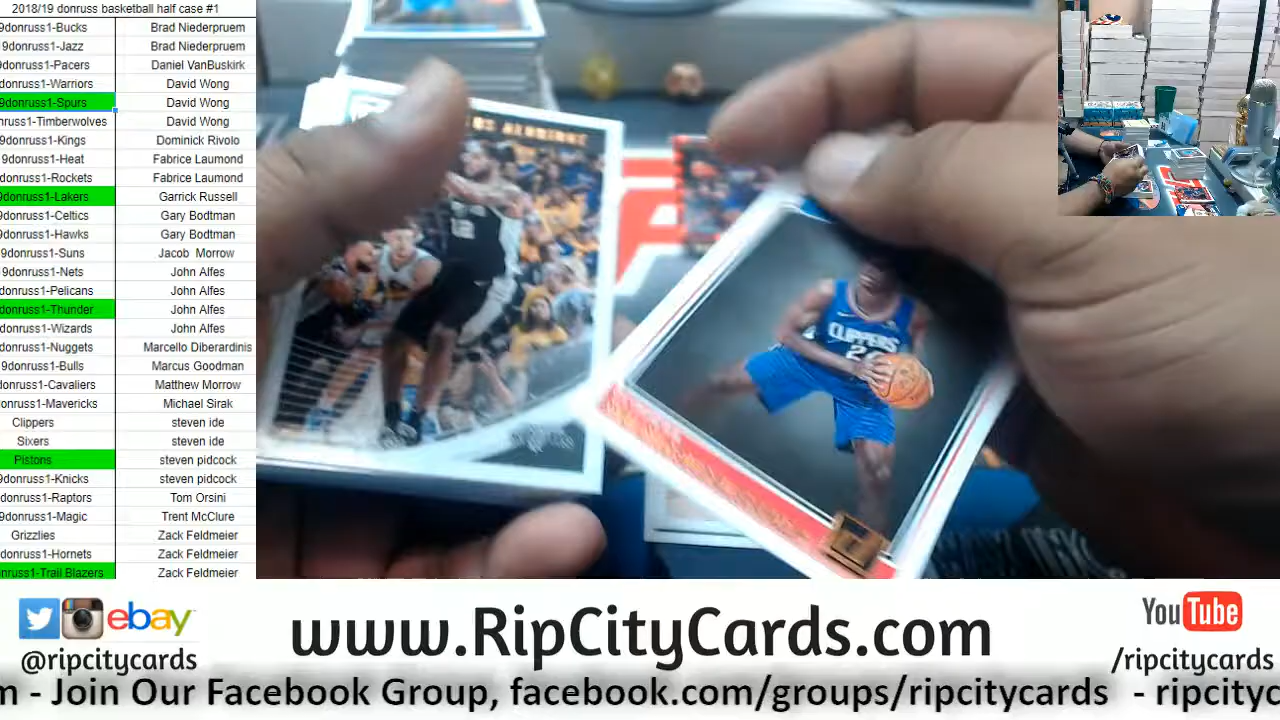 2018/19 donruss basketball half case #1
9donruss1-Bucks Brad Niederpruem
9donruss1-Jazz Brad Niederpruem
9donruss1-Pacers Daniel VanBuskirk
nruss1-Warriors David Wong
9donruss1-Spurs David Wong
russ1-Timberwolves David Wong
9donruss1-Kings Dominick Rivolo
9donruss1-Heat Fabrice Laumond
donruss1-Rockets Fabrice Laumond
9donruss1-Lakers Garrick Russell
9donruss1-Celtics Gary Bodtman
9donruss1-Hawks Gary Bodtman
9donruss1-Suns Jacob Morrow
9donruss1-Nets John Alfes
donruss1-Pelicans John Alfes
donruss1-Thunder John Alfes
donruss1-Wizards John Alfes
donruss1-Nuggets Marcello Diberardinis
9donruss1-Bulls Marcus Goodman
donruss1-Cavaliers Matthew Morrow
onruss1-Mavericks Michael Sirak
Clippers steven ide
Sixers steven ide
Pistons steven pidcock
9donruss1-Knicks steven pidcock
donruss1-Raptors Tom Orsini
9donruss1-Magic Trent McClure
Grizzlies Zack Feldmeier
donruss1-Hornets Zack Feldmeier
nruss1-Trail Blazers Zack Feldmeier
CLIPPERS
ebay
@ripcitycards
www.RipCityCards.com
YouTube
/ripcitycards
m - Join Our Facebook Group, facebook.com/groups/ripcitycards - ripcityc